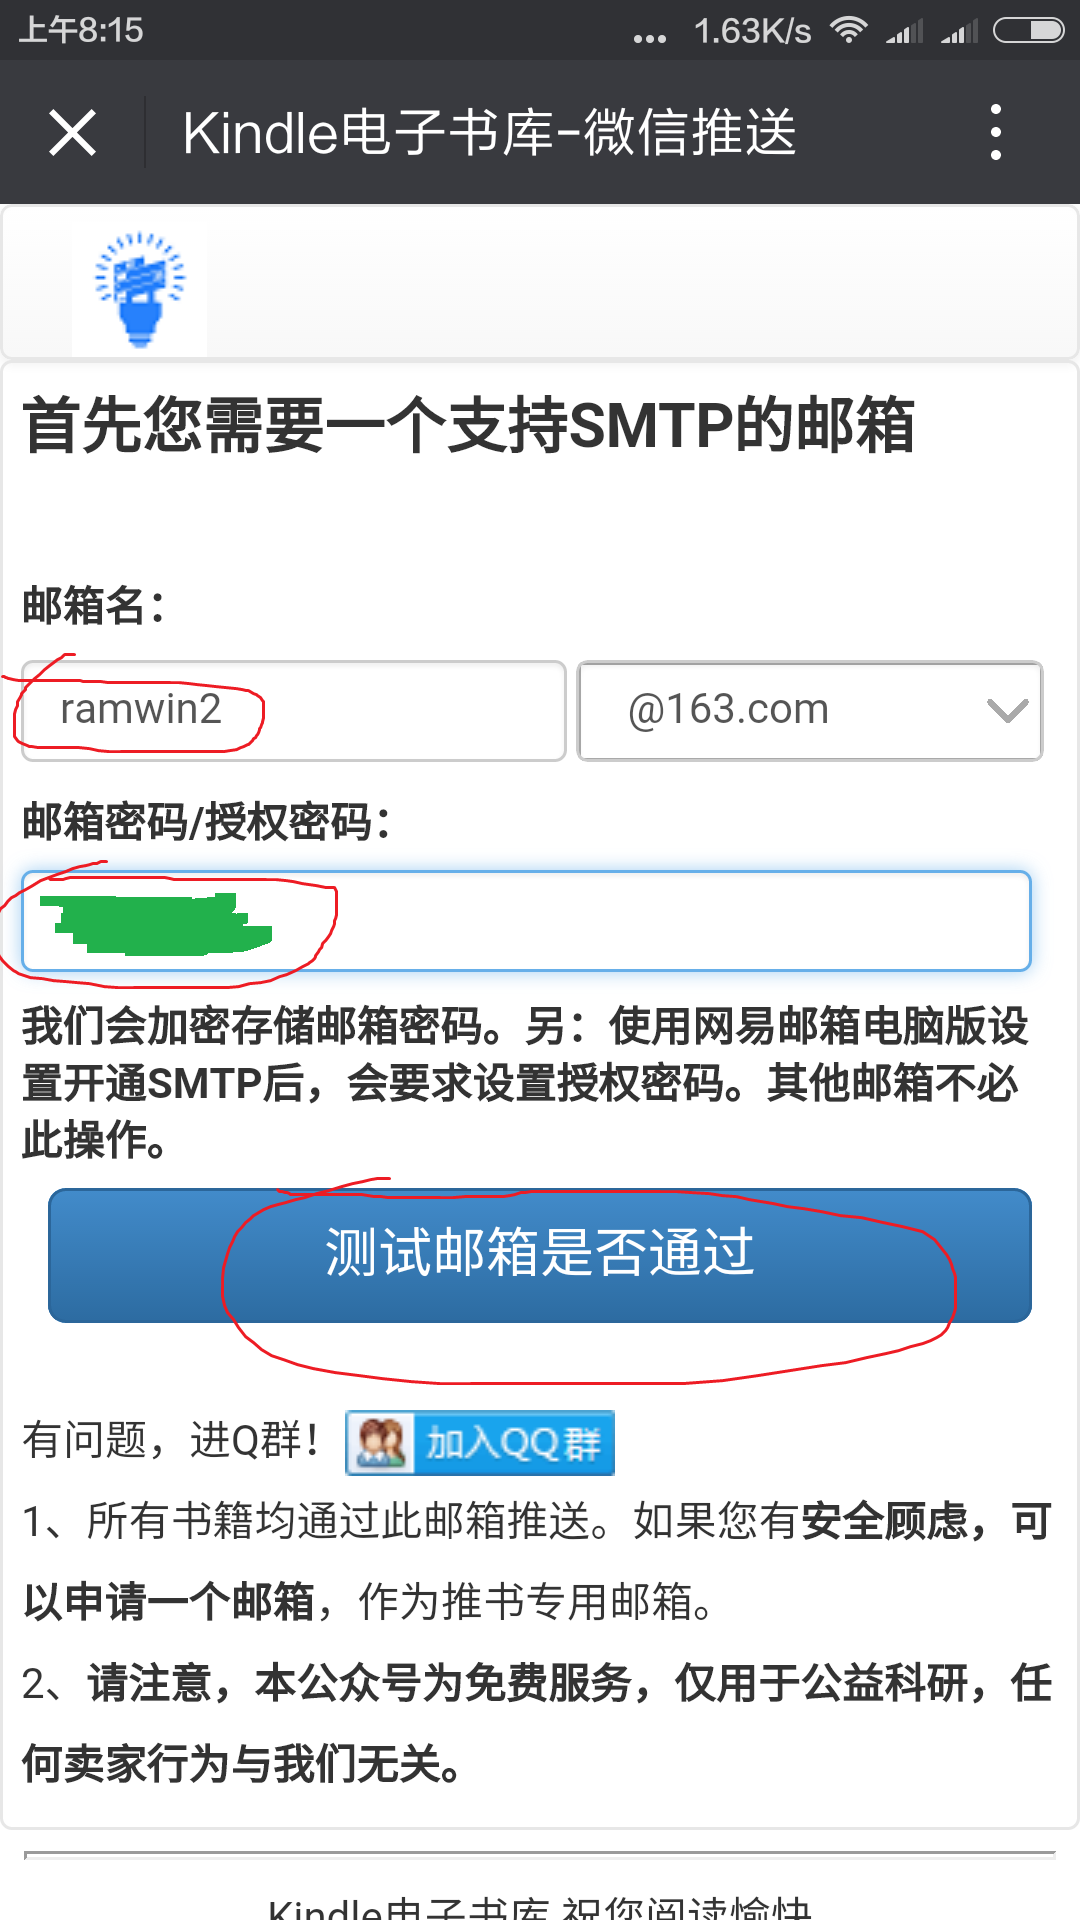 上午8:15
... 1.63K/s
Kindle电子书库-微信推送
首先您需要一个支持SMTP的邮箱
邮箱名：
ramwin2
@163.com
邮箱密码/授权密码：
我们会加密存储邮箱密码。另：使用网易邮箱电脑版设
置开通SMTP后，会要求设置授权密码。其他邮箱不必
此操作。
测试邮箱是否通过
有问题，进Q群！ 加入QQ群
1、所有书籍均通过此邮箱推送。如果您有安全顾虑，可
以申请一个邮箱，作为推书专用邮箱。
2、请注意，本公众号为免费服务，仅用于公益科研，任
何卖家行为与我们无关。
Kindle电子书库 祝您阅读愉快